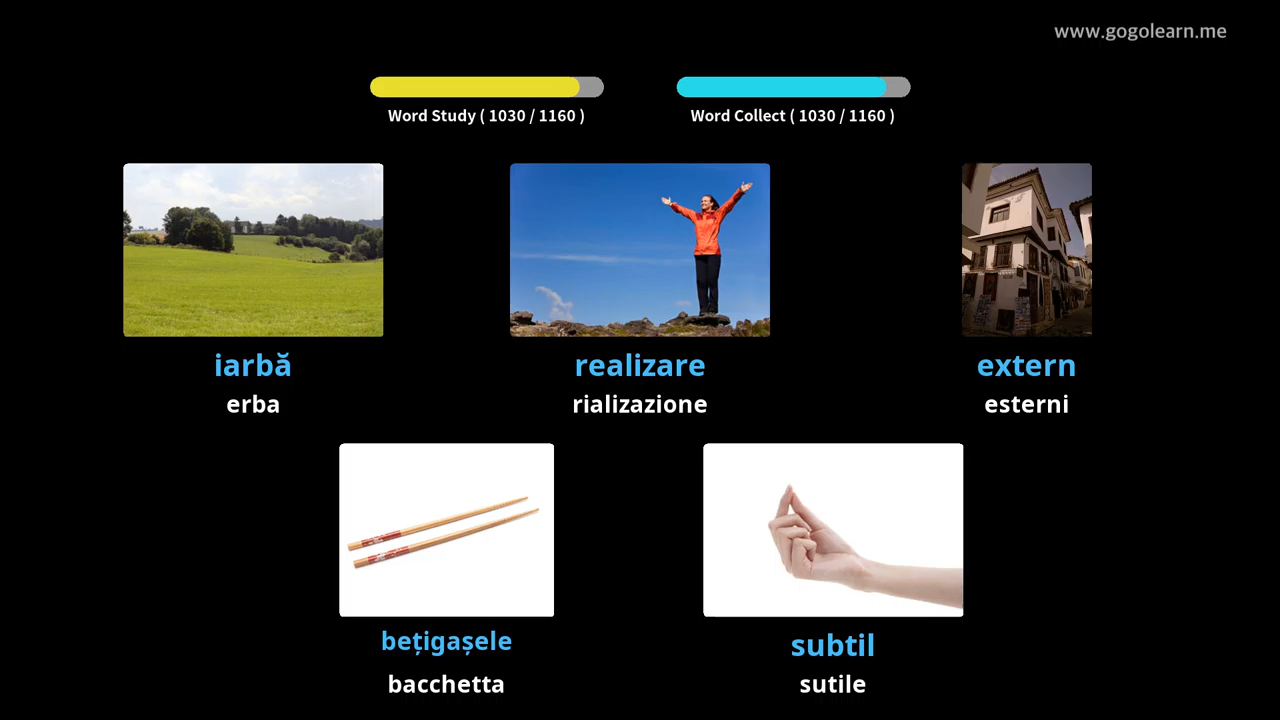 www.gogolearn.me
Word Study ( 1030 / 1160 )
Word Collect ( 1030 / 1160 )
iarbă
realizare
extern
erba
rializazione
esterni
bețigașele
subtil
bacchetta
sutile